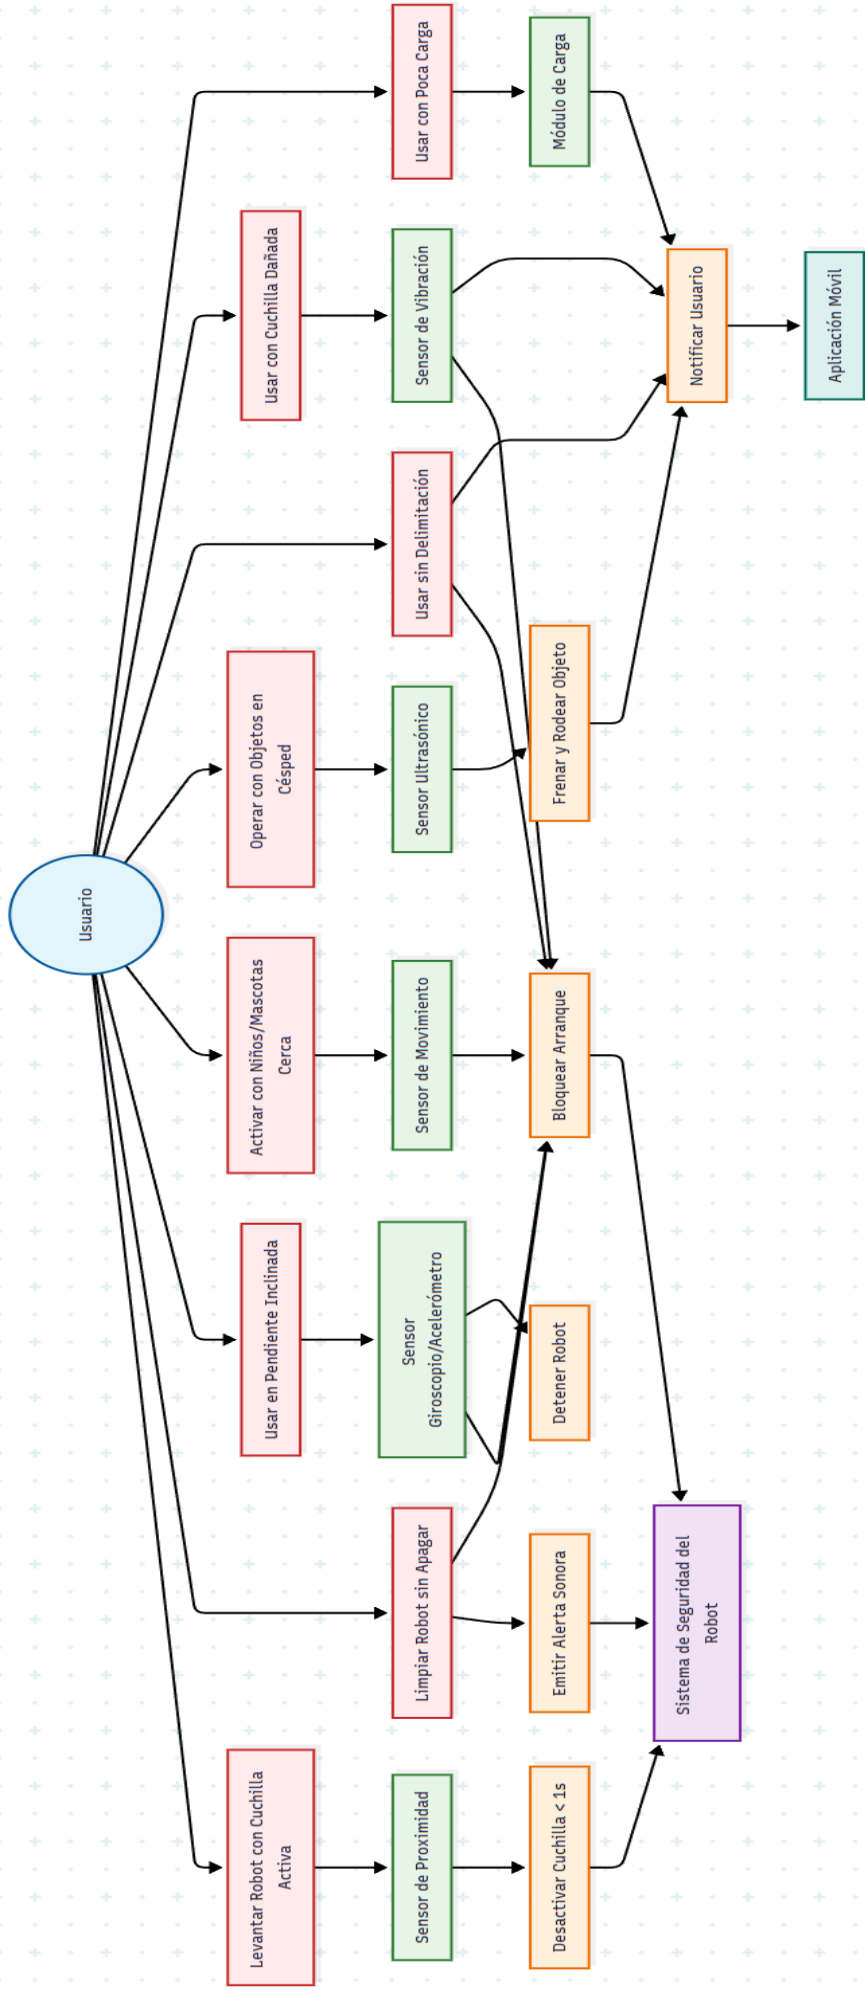 Usuario
Levantar Robot con Cuchilla
Activa
Limpiar Robot sin Apagar
Usar en Pendiente Inclinada
Activar con Niños/Mascotas
Cerca
Operar con Objetos en
Césped
Usar sin Delimitación
Usar con Cuchilla Dañada
Usar con Poca Carga
Sensor de Proximidad
Sensor
Giroscopio/Acelerómetro
Sensor de Movimiento
Sensor Ultrasónico
Sensor de Vibración
Módulo de Carga
Desactivar Cuchilla < 1s
Emitir Alerta Sonora
Detener Robot
Bloquear Arranque
Frenar y Rodear Objeto
Notificar Usuario
Sistema de Seguridad del
Robot
Aplicación Móvil